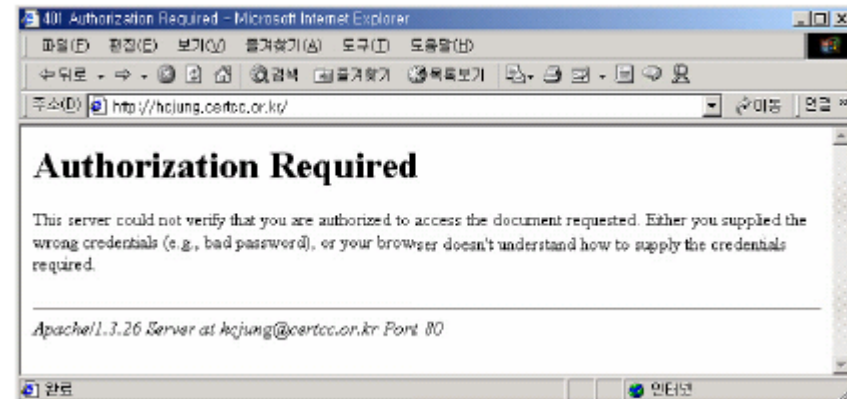 401 Authorization Required - Microsoft Internet Explorer
파일(F) 편집(E) 보기(V) 즐겨찾기(A) 도구(T) 도움말(H)
뒤로 검색 즐겨찾기 목록보기
주소(D) http://hcjung.certcc.or.kr/ 이동 연결 »
Authorization Required
This server could not verify that you are authorized to access the document requested. Either you supplied the
wrong credentials (e.g., bad password), or your browser doesn't understand how to supply the credentials
required.
Apache/1.3.26 Server at hcjung@certcc.or.kr Port 80
완료 인터넷